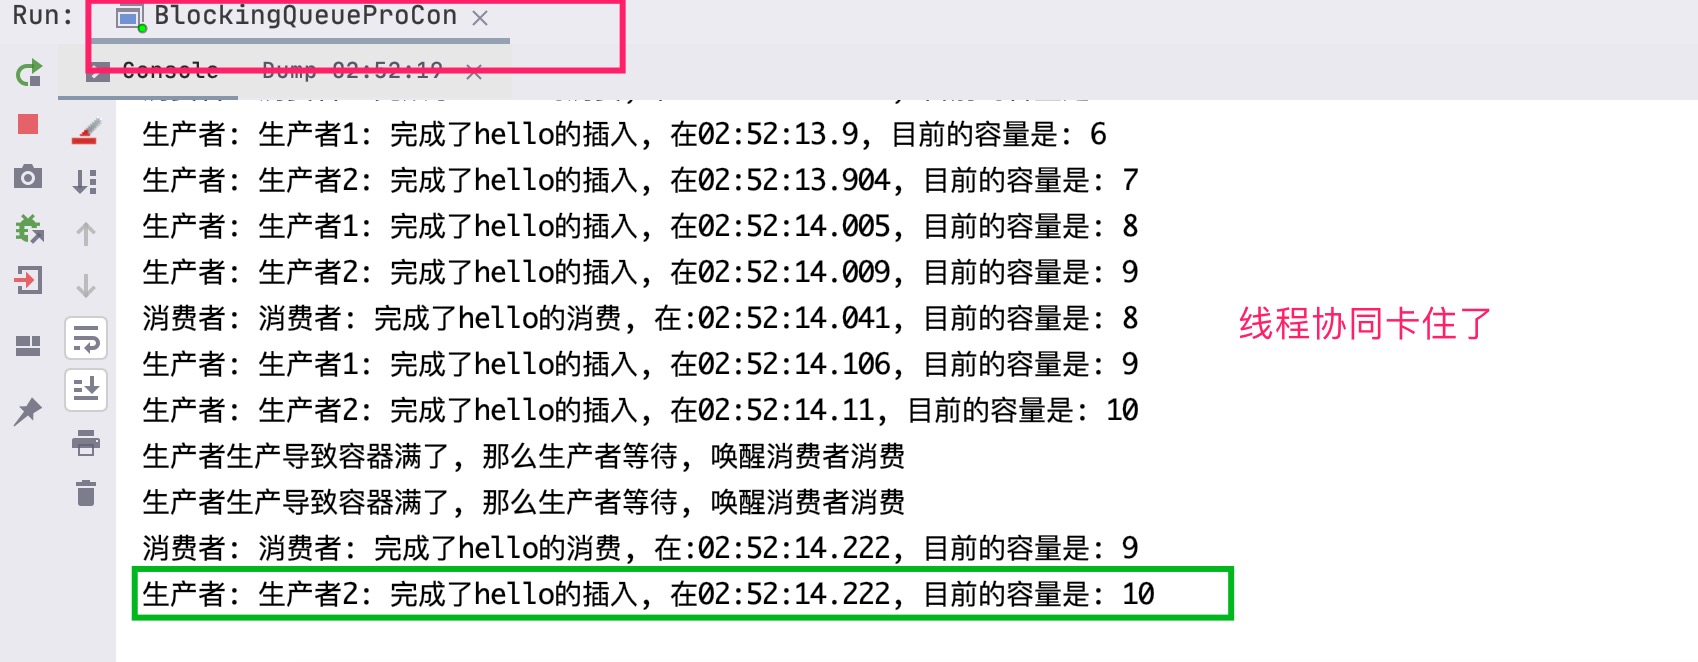 Run: BlockingQueueProCon
Console Dump 02:52:19
生产者: 生产者1: 完成了hello的插入, 在02:52:13.9, 目前的容量是: 6
生产者: 生产者2: 完成了hello的插入, 在02:52:13.904, 目前的容量是: 7
生产者: 生产者1: 完成了hello的插入, 在02:52:14.005, 目前的容量是: 8
生产者: 生产者2: 完成了hello的插入, 在02:52:14.009, 目前的容量是: 9
消费者: 消费者: 完成了hello的消费, 在:02:52:14.041, 目前的容量是: 8
线程协同卡住了
生产者: 生产者1: 完成了hello的插入, 在02:52:14.106, 目前的容量是: 9
生产者: 生产者2: 完成了hello的插入, 在02:52:14.11, 目前的容量是: 10
生产者生产导致容器满了, 那么生产者等待, 唤醒消费者消费
生产者生产导致容器满了, 那么生产者等待, 唤醒消费者消费
消费者: 消费者: 完成了hello的消费, 在:02:52:14.222, 目前的容量是: 9
生产者: 生产者2: 完成了hello的插入, 在02:52:14.222, 目前的容量是: 10